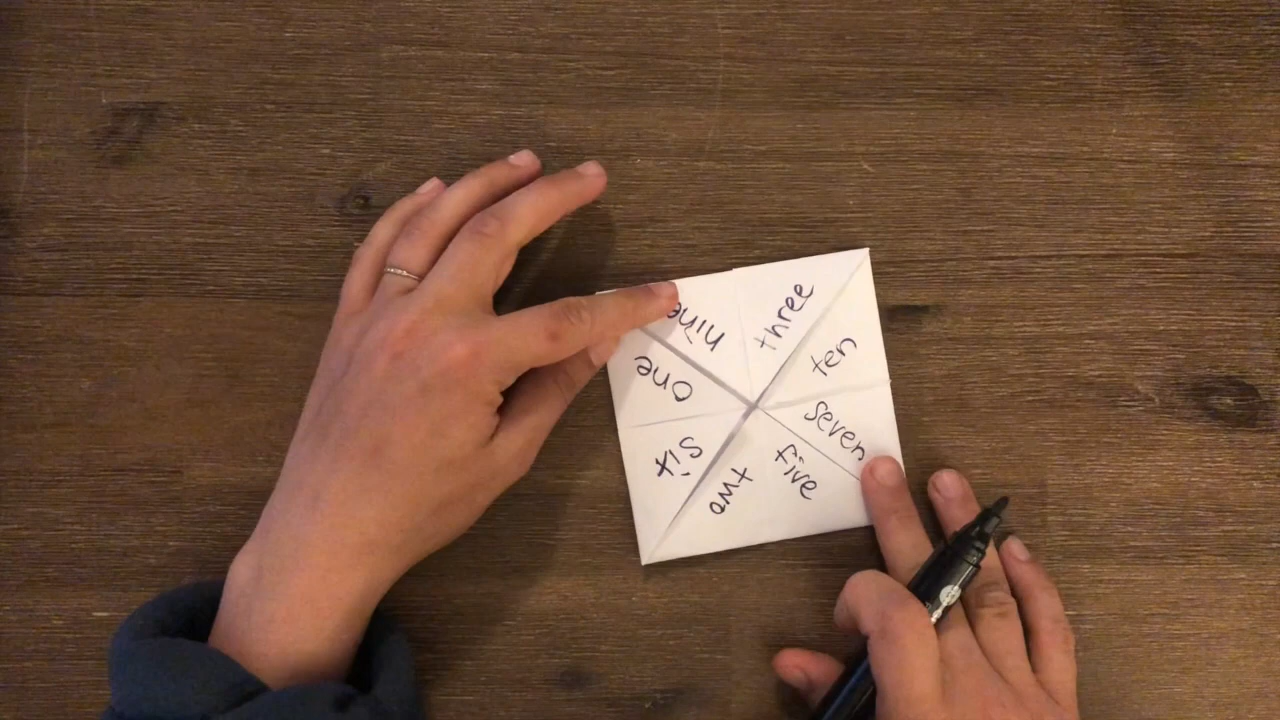 nine
three
ten
seven
five
two
six
one